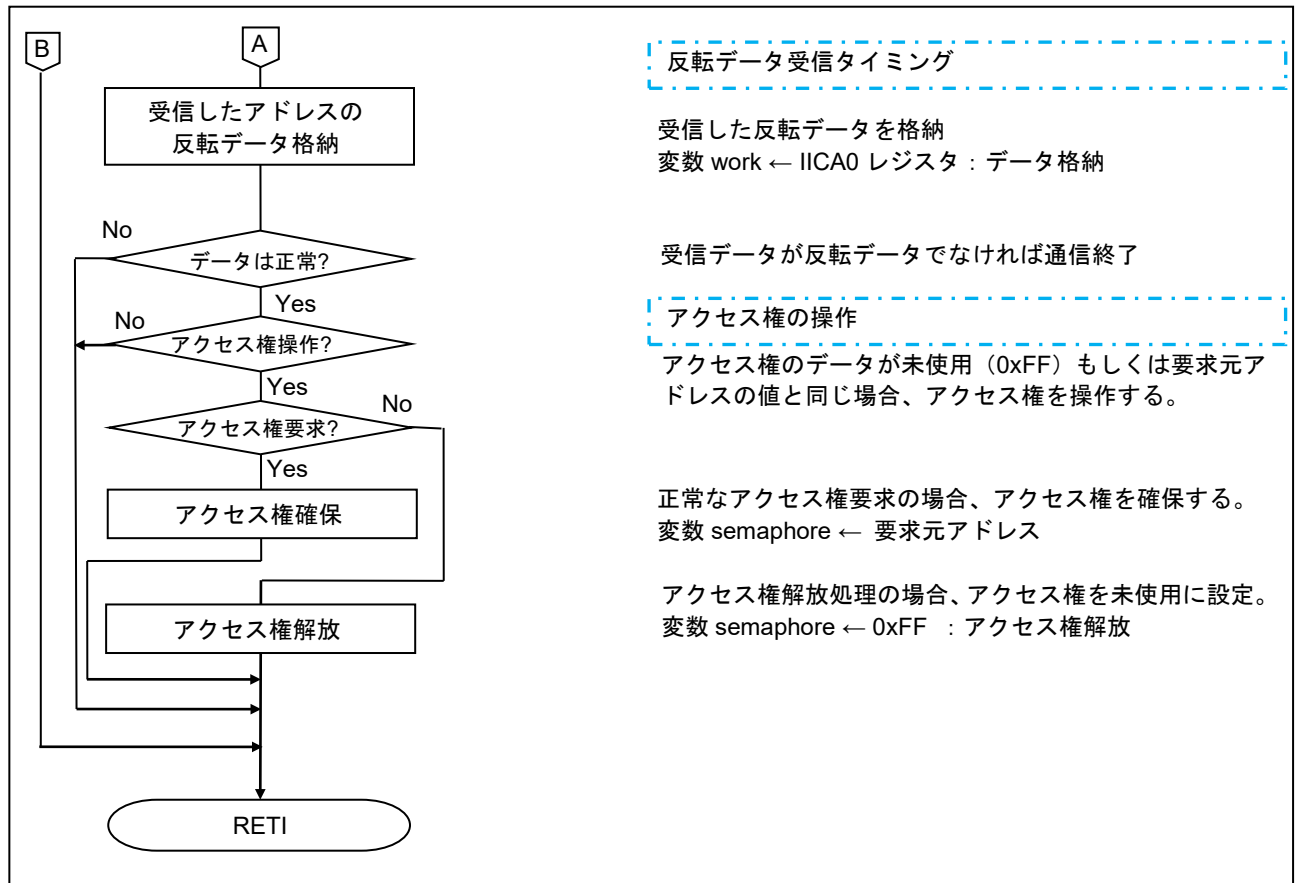 B
A
反転データ受信タイミング
受信したアドレスの
反転データ格納
受信した反転データを格納
変数 work ← IICA0 レジスタ：データ格納
No
データは正常?
受信データが反転データでなければ通信終了
Yes
No
アクセス権操作?
アクセス権の操作
アクセス権のデータが未使用（0xFF）もしくは要求元ア
ドレスの値と同じ場合、アクセス権を操作する。
Yes
No
アクセス権要求?
Yes
アクセス権確保
正常なアクセス権要求の場合、アクセス権を確保する。
変数 semaphore ← 要求元アドレス
アクセス権解放
アクセス権解放処理の場合、アクセス権を未使用に設定。
変数 semaphore ← 0xFF ：アクセス権解放
RETI